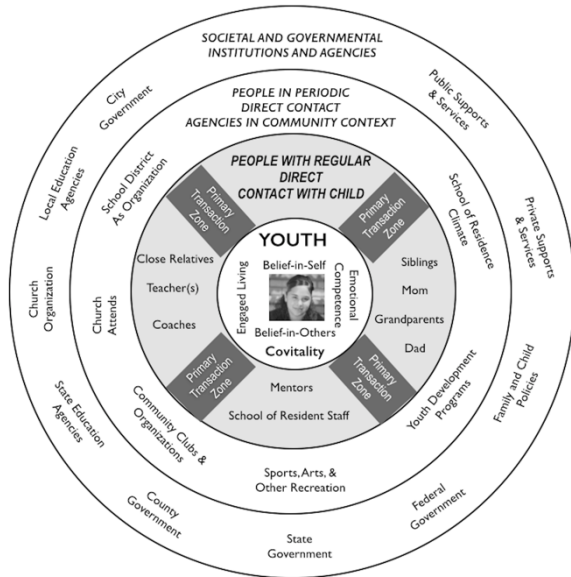 SOCIETAL AND GOVERNMENTAL
INSTITUTIONS AND AGENCIES
City
Government
Public Supports
& Services
Local Education
Agencies
Private Supports
& Services
Church
Organization
Family and Child
Policies
State Education
Agencies
County
Government
State
Government
Federal
Government
PEOPLE IN PERIODIC
DIRECT CONTACT
AGENCIES IN COMMUNITY CONTEXT
School District
As Organization
School of Residence
Climate
Church
Attends
Community Clubs &
Organizations
Sports, Arts, &
Other Recreation
Youth Development
Programs
PEOPLE WITH REGULAR
DIRECT
CONTACT WITH CHILD
Primary
Transaction
Zone
Primary
Transaction
Zone
Close Relatives
Teacher(s)
Coaches
Siblings
Mom
Grandparents
Dad
Primary
Transaction
Zone
Primary
Transaction
Zone
Mentors
School of Resident Staff
YOUTH
Belief-in-Self
Engaged Living
Emotional
Competence
Belief-in-Others
Covitality